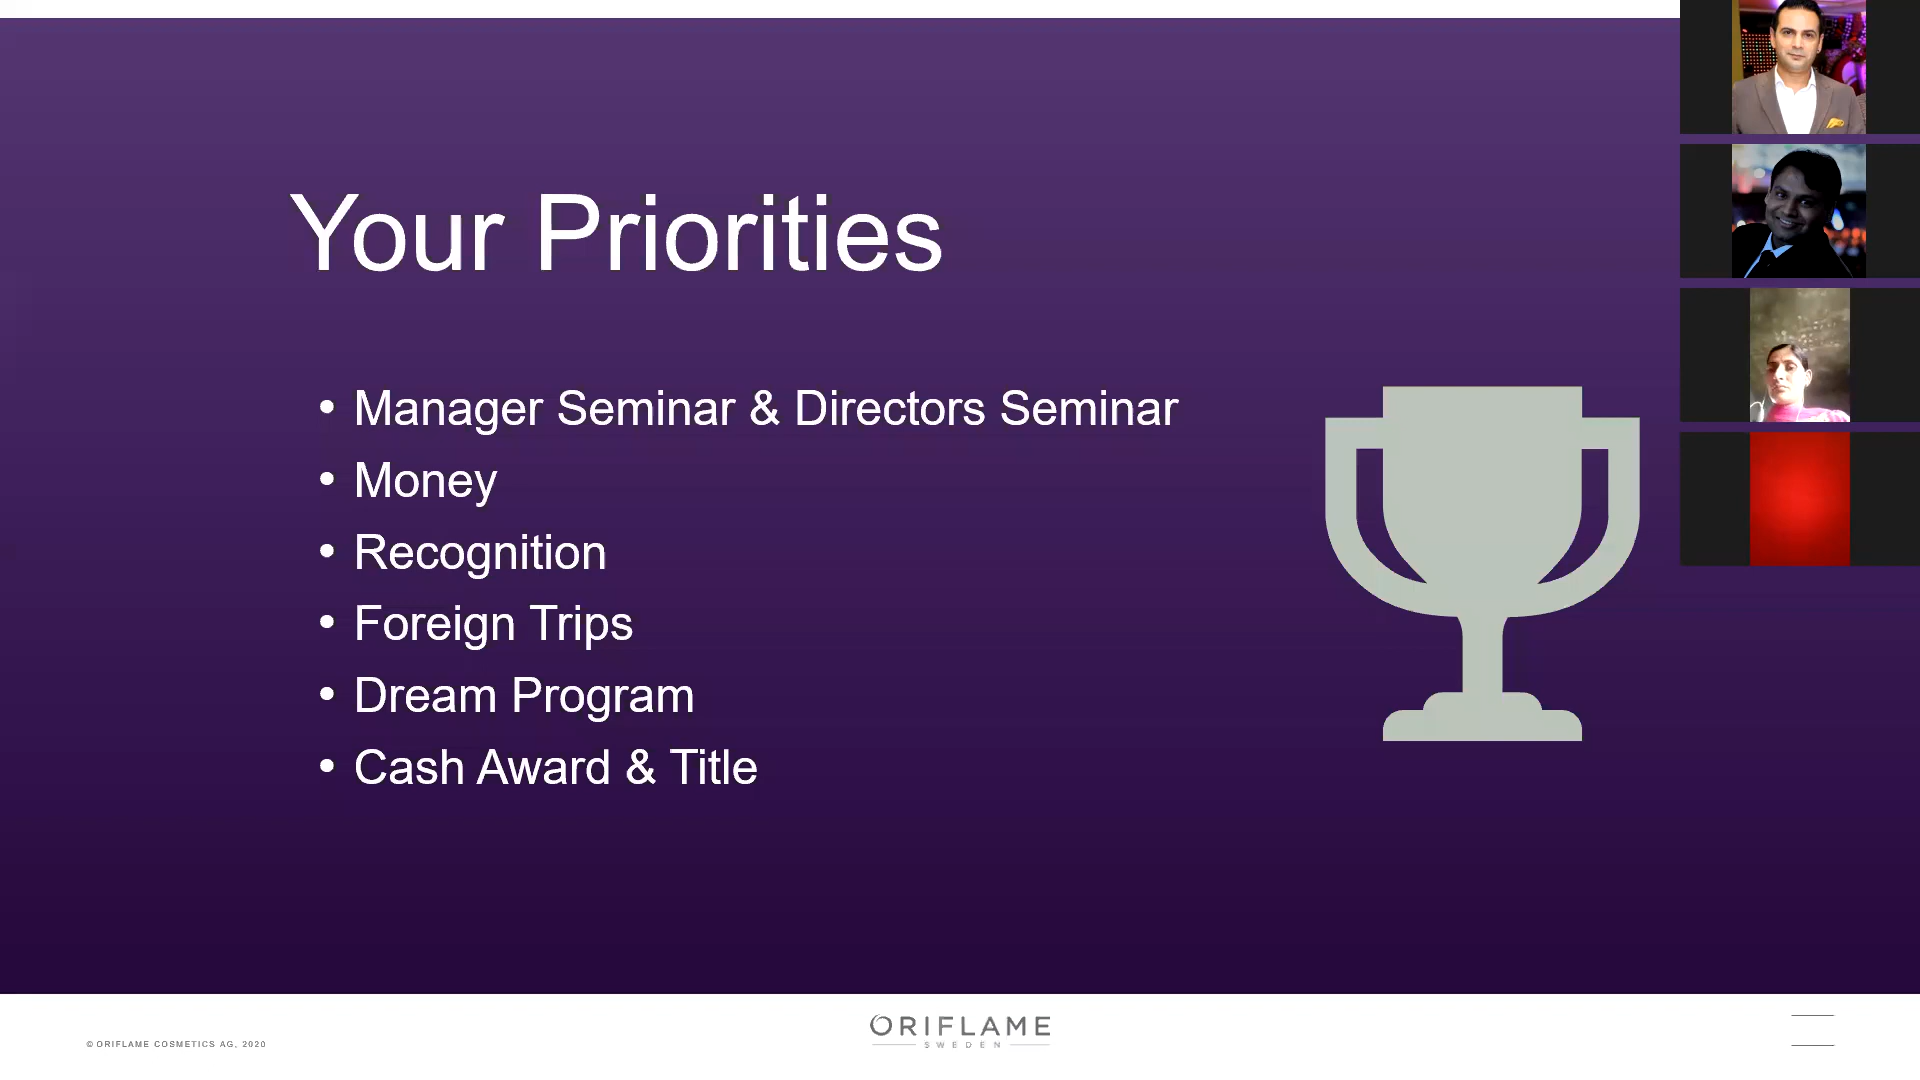 Your Priorities
• Manager Seminar & Directors Seminar
• Money
• Recognition
• Foreign Trips
• Dream Program
• Cash Award & Title
© ORIFLAME COSMETICS AG, 2020
ORIFLAME
SWEDEN